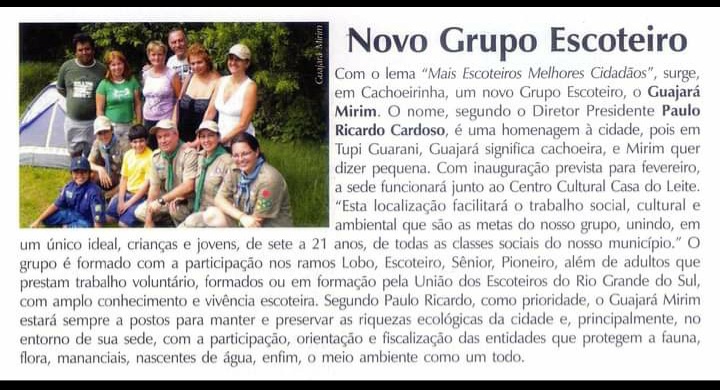 Guajará Mirim
Novo Grupo Escoteiro
Com o lema "Mais Escoteiros Melhores Cidadãos", surge,
em Cachoeirinha, um novo Grupo Escoteiro, o Guajará
Mirim. O nome, segundo o Diretor Presidente Paulo
Ricardo Cardoso, é uma homenagem à cidade, pois em
Tupi Guarani, Guajará significa cachoeira, e Mirim quer
dizer pequena. Com inauguração prevista para fevereiro,
a sede funcionará junto ao Centro Cultural Casa do Leite.
"Esta localização facilitará o trabalho social, cultural e
ambiental que são as metas do nosso grupo, unindo, em
um único ideal, crianças e jovens, de sete a 21 anos, de todas as classes sociais do nosso município." O
grupo é formado com a participação nos ramos Lobo, Escoteiro, Sênior, Pioneiro, além de adultos que
prestam trabalho voluntário, formados ou em formação pela União dos Escoteiros do Rio Grande do Sul,
com amplo conhecimento e vivência escoteira. Segundo Paulo Ricardo, como prioridade, o Guajará Mirim
estará sempre a postos para manter e preservar as riquezas ecológicas da cidade e, principalmente, no
entorno de sua sede, com a participação, orientação e fiscalização das entidades que protegem a fauna,
flora, mananciais, nascentes de água, enfim, o meio ambiente como um todo.